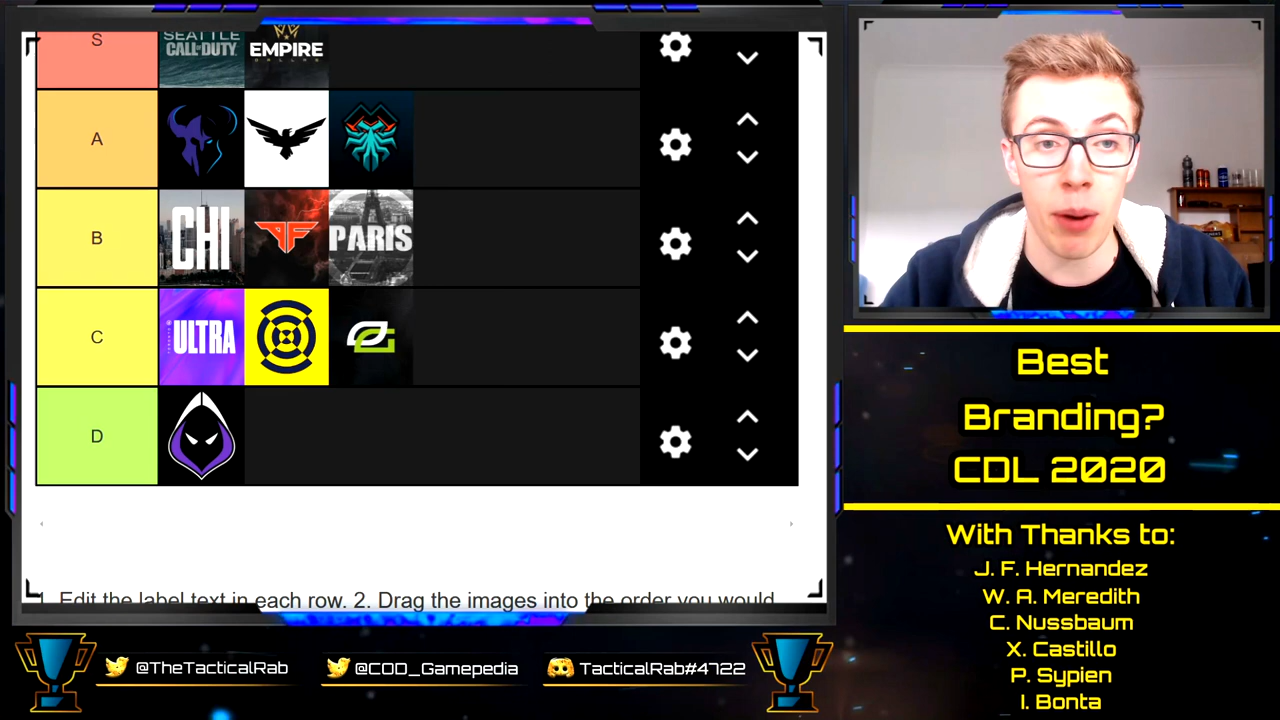 S
SEATTLE
CALL OF DUTY
EMPIRE
DALLAS
A
B
CHI
PARIS
C
ULTRA
D
1. Edit the label text in each row. 2. Drag the images into the order you would
Best
Branding?
CDL 2020
With Thanks to:
J. F. Hernandez
W. A. Meredith
C. Nussbaum
X. Castillo
P. Sypien
I. Bonta
@TheTacticalRab
@COD_Gamepedia
TacticalRab#4722